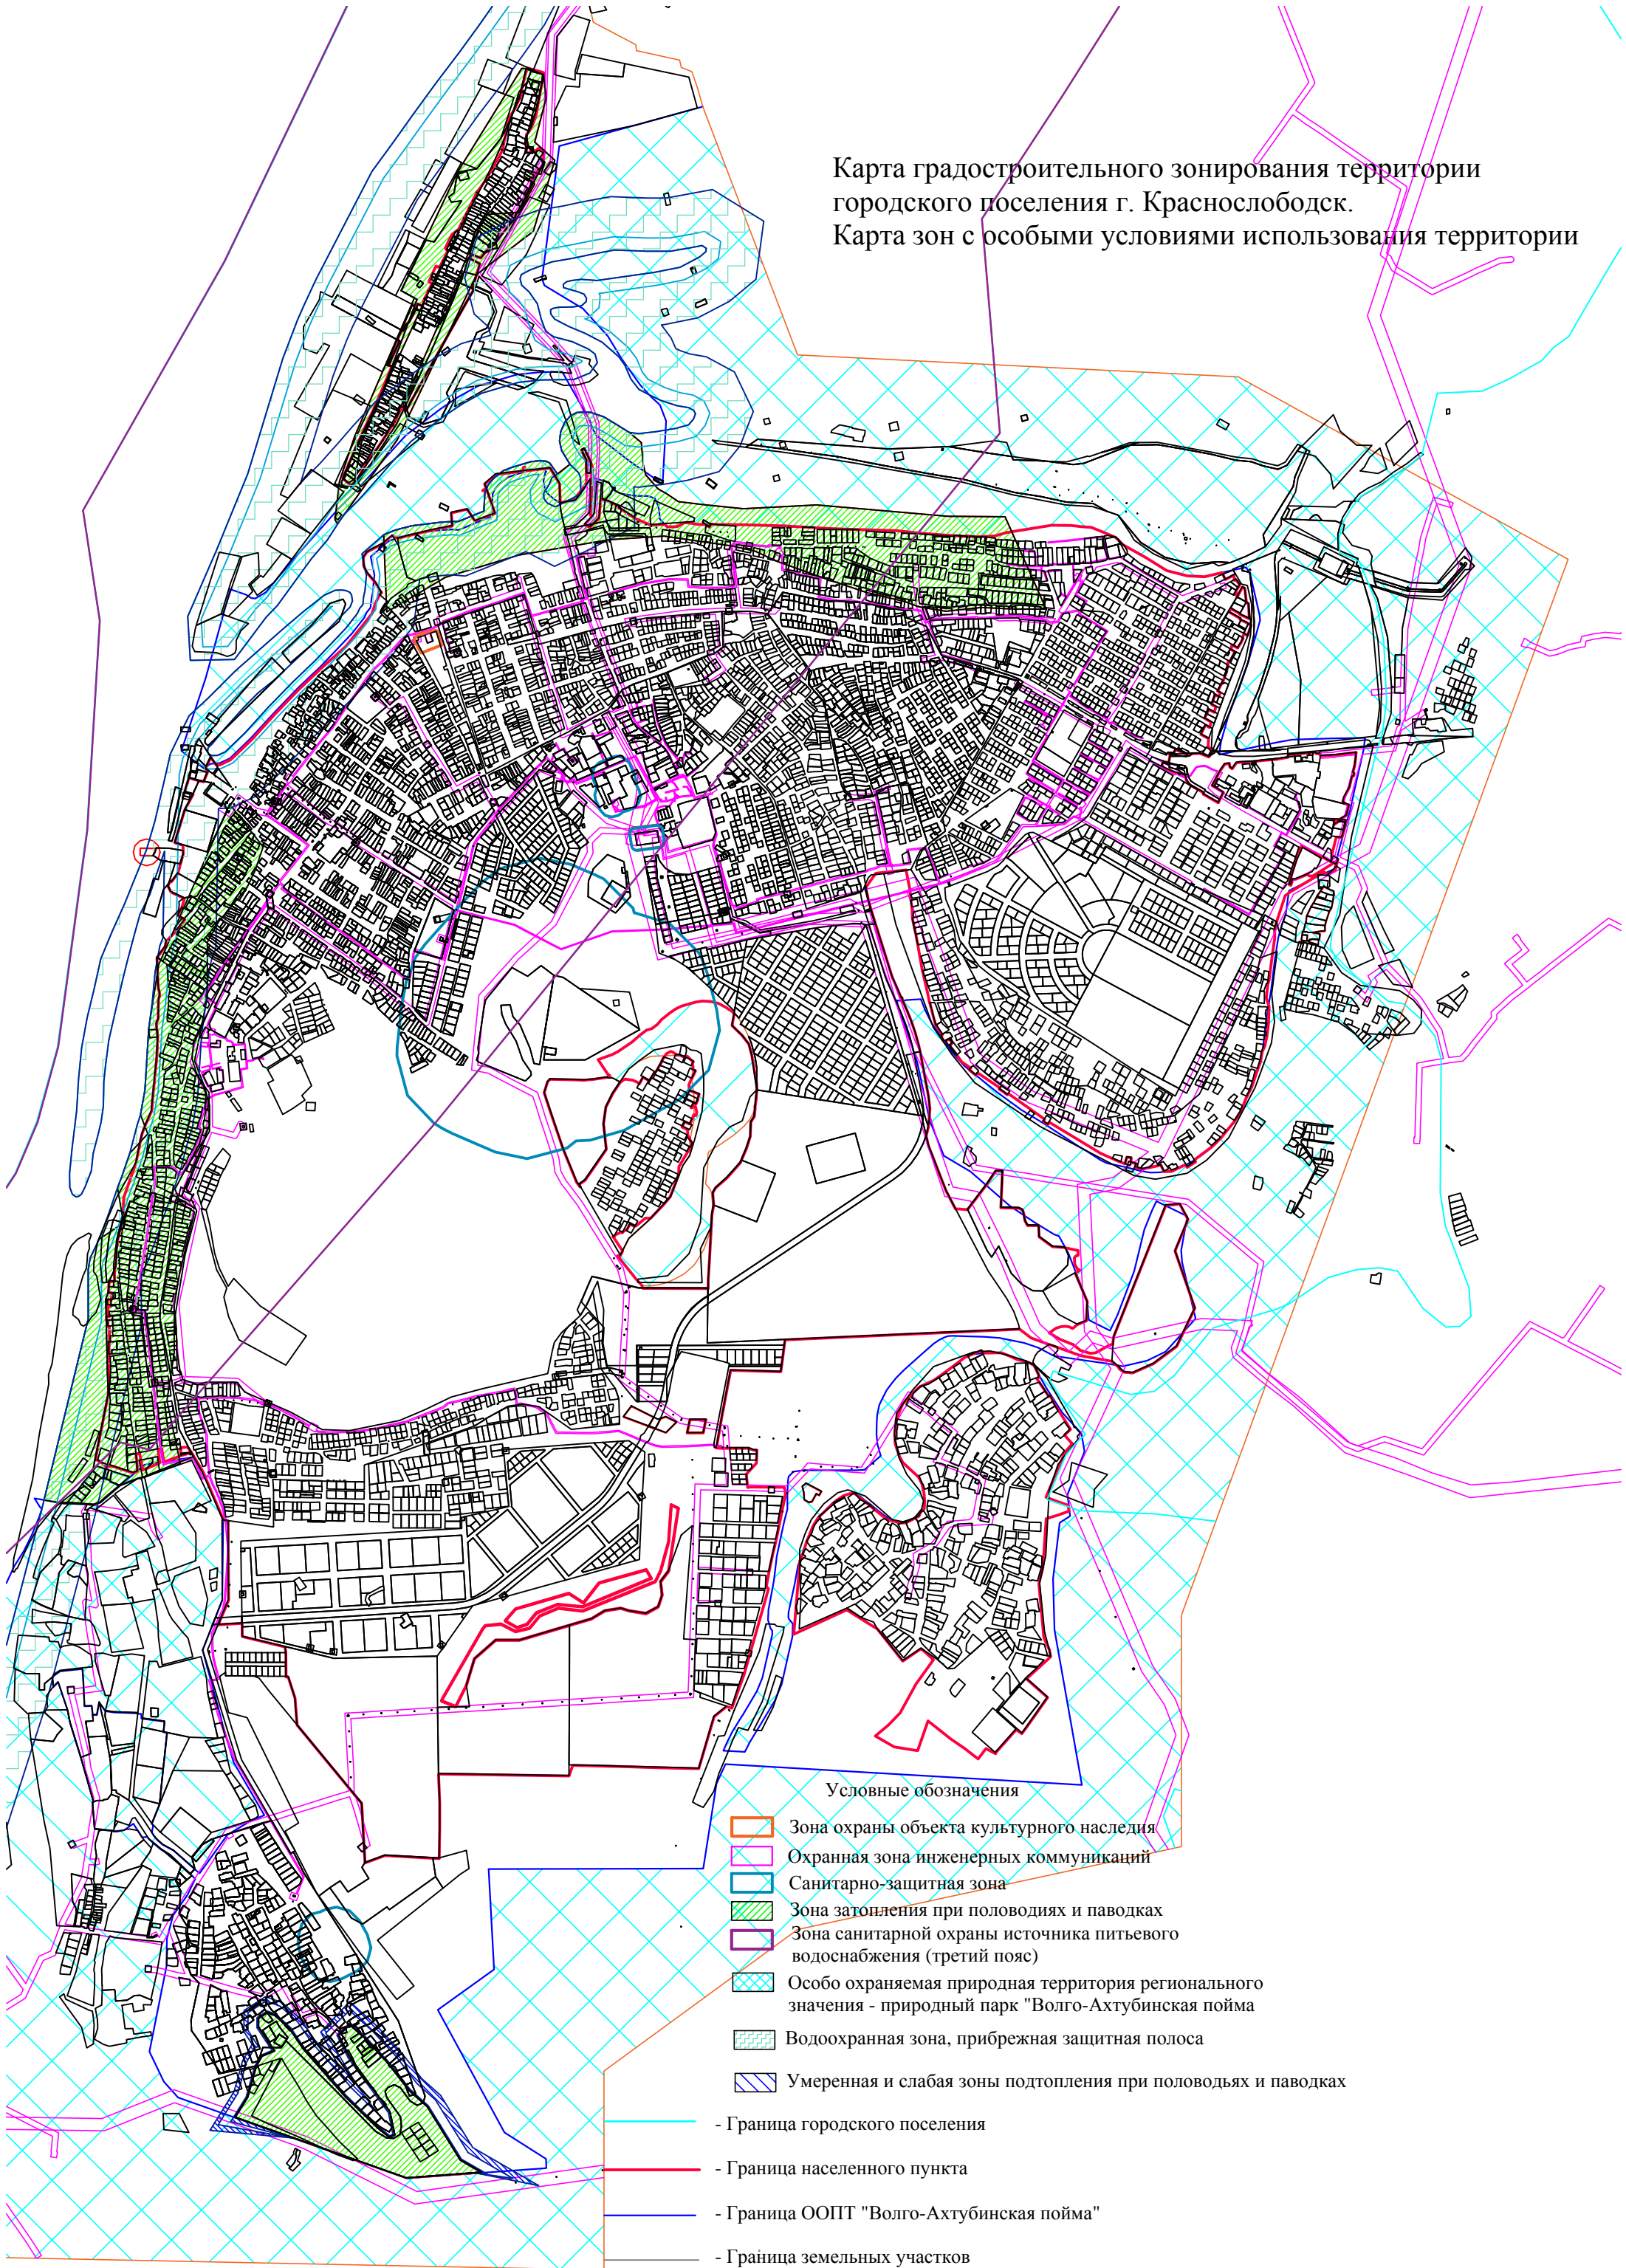 Карта градостроительного зонирования территории
городского поселения г. Краснослободск.
Карта зон с особыми условиями использования территории
Условные обозначения
Зона охраны объекта культурного наследия
Охранная зона инженерных коммуникаций
Санитарно-защитная зона
Зона затопления при половодиях и паводках
Зона санитарной охраны источника питьевого
водоснабжения (третий пояс)
Особо охраняемая природная территория регионального
значения - природный парк "Волго-Ахтубинская пойма
Водоохранная зона, прибрежная защитная полоса
Умеренная и слабая зоны подтопления при половодьях и паводках
- Граница городского поселения
- Граница населенного пункта
- Граница ООПТ "Волго-Ахтубинская пойма"
- Граница земельных участков